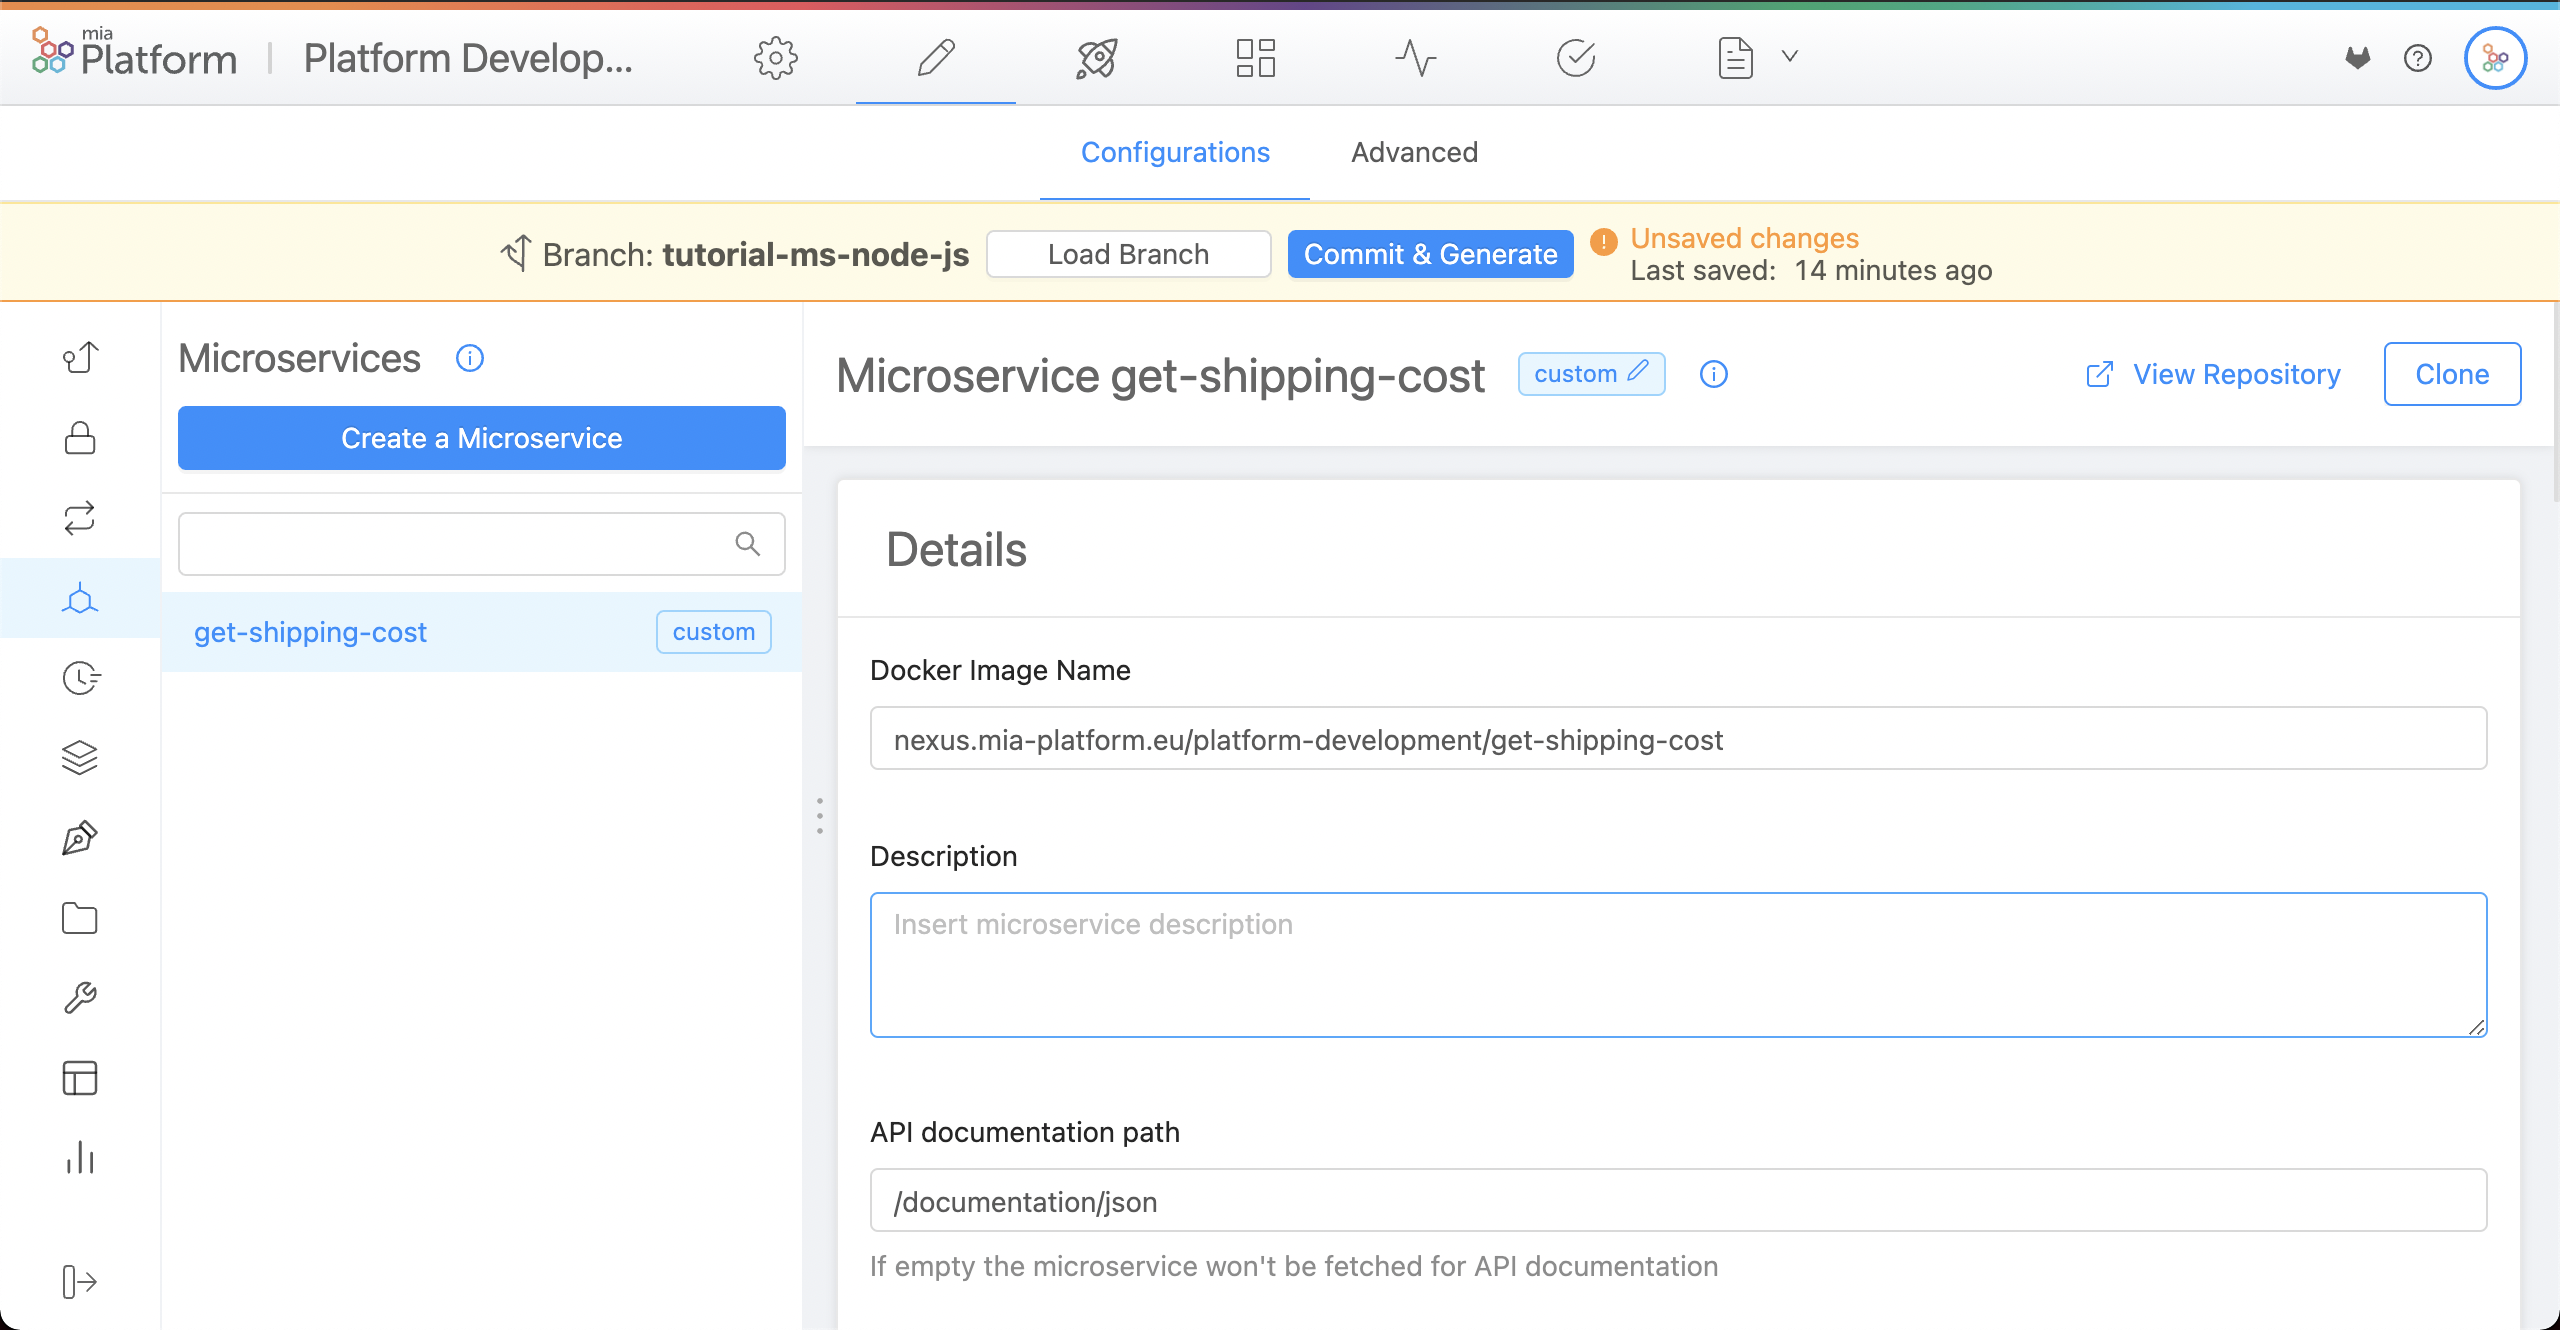 mia
Platform
Platform Develop...
Configurations
Advanced
Branch: tutorial-ms-node-js
Load Branch
Commit & Generate
Unsaved changes
Last saved: 14 minutes ago
Microservices
Create a Microservice
get-shipping-cost
custom
Microservice get-shipping-cost
custom
View Repository
Clone
Details
Docker Image Name
nexus.mia-platform.eu/platform-development/get-shipping-cost
Description
Insert microservice description
API documentation path
/documentation/json
If empty the microservice won't be fetched for API documentation